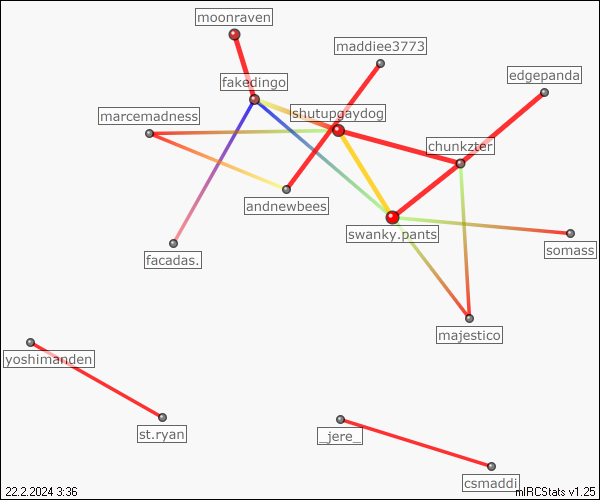 moonraven
maddiee3773
fakedingo
edgepanda
shutupgaydog
marcemadness
chunkzter
andnewbees
swanky.pants
somass
facadas.
majestico
yoshimanden
st.ryan
_jere_
csmaddi
22.2.2024 3:36
mIRCStats v1.25